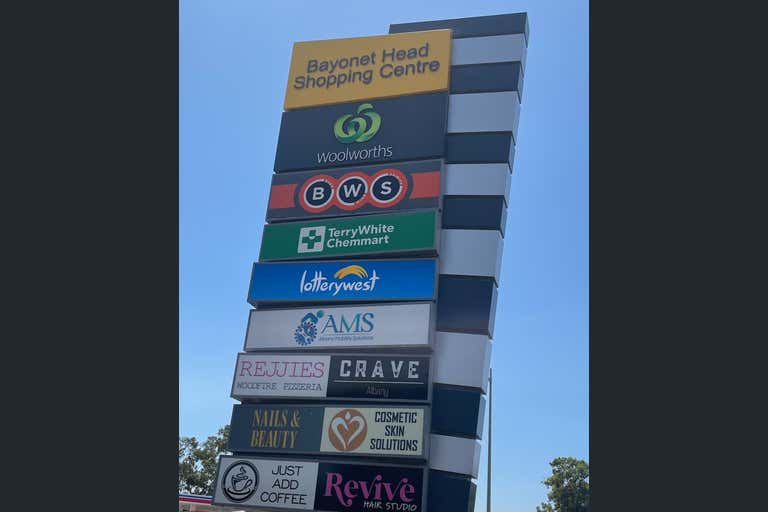 Bayonet Head
Shopping Centre
Woolworths
BWS
TerryWhite
Chemmart
lotterywest
AMS
Albany Mobility Solutions
REJJIES
WOODFIRE PIZZERIA
CRAVE
Albany
NAILS &
BEAUTY
COSMETIC
SKIN
SOLUTIONS
JUST
ADD
COFFEE
Revive
HAIR STUDIO